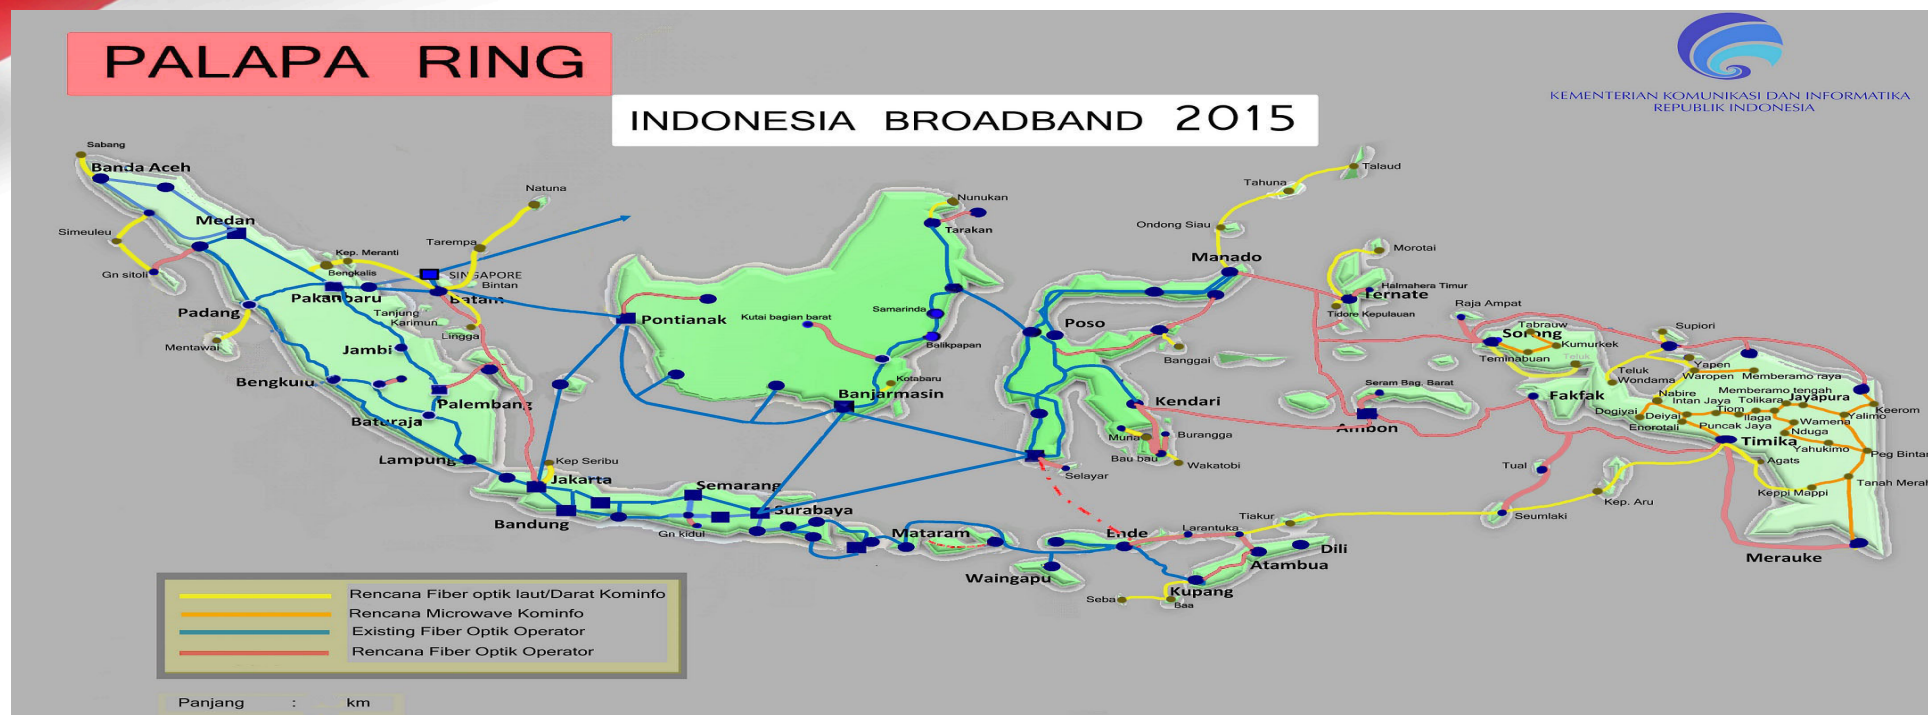 PALAPA RING
INDONESIA BROADBAND 2015
KEMENTERIAN KOMUNIKASI DAN INFORMATIKA
REPUBLIK INDONESIA
Sabang
Banda Aceh
Medan
Simeuleu
Gn sitoli
Padang
Mentawai
Bengkulu
Kep. Meranti
Bengkalis
Pakanbaru
Tanjung
Karimun
Jambi
Palembang
Baturaja
Lampung
Natuna
Tarempa
SINGAPORE
Bintan
Batam
Lingga
Kep Seribu
Jakarta
Bandung
Semarang
Surabaya
Gn kidul
Pontianak
Kutai bagian barat
Samarinda
Balikpapan
Kotabaru
Banjarmasin
Nunukan
Tarakan
Mataram
Waingapu
Ende
Larantuka
Tiakur
Dili
Atambua
Kupang
Seba
Baa
Talaud
Tahuna
Ondong Siau
Manado
Poso
Banggai
Kendari
Muna
Burangga
Bau bau
Wakatobi
Selayar
Morotai
Halmahera Timur
Ternate
Tidore Kepulauan
Seram Bag. Barat
Ambon
Raja Ampat
Sorong
Tabrauw
Kumurkek
Teminabuan
Teluk
Teluk
Wondama
Supiori
Yapen
Waropen
Memberamo raya
Fakfak
Nabire
Memberamo tengah
Intan Jaya
Tolikara
Jayapura
Keerom
Dogiyai
Deiyai
Tiom
Ilaga
Yalimo
Enorotali
Puncak Jaya
Wamena
Nduga
Timika
Yahukimo
Peg Bintan
Agats
Keppi Mappi
Tanah Merah
Tual
Kep. Aru
Seumlaki
Merauke
Rencana Fiber optik laut/Darat Kominfo
Rencana Microwave Kominfo
Existing Fiber Optik Operator
Rencana Fiber Optik Operator
Panjang : km